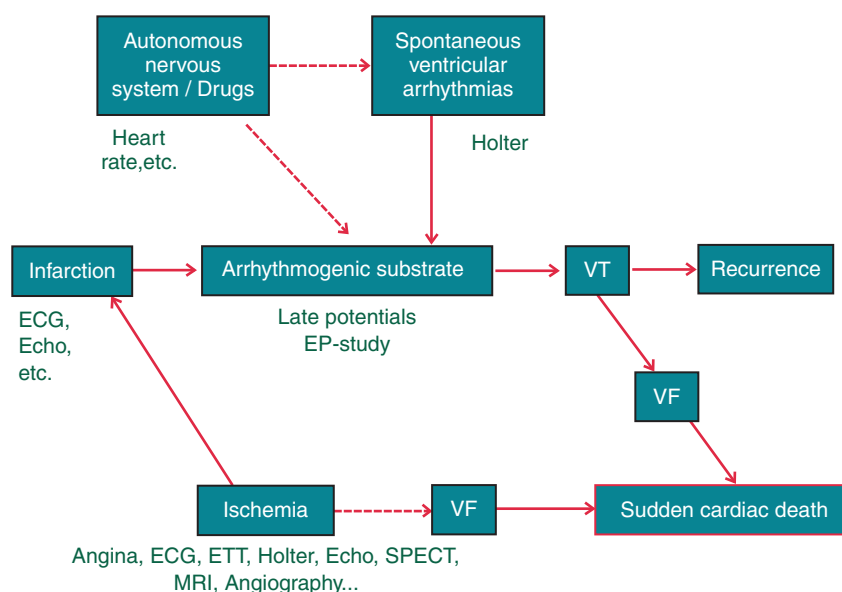 Autonomous
nervous
system / Drugs
Spontaneous
ventricular
arrhythmias
Heart
rate,etc.
Holter
Infarction
Arrhythmogenic substrate
VT
Recurrence
ECG,
Echo,
etc.
Late potentials
EP-study
VF
Ischemia
VF
Sudden cardiac death
Angina, ECG, ETT, Holter, Echo, SPECT,
MRI, Angiography...